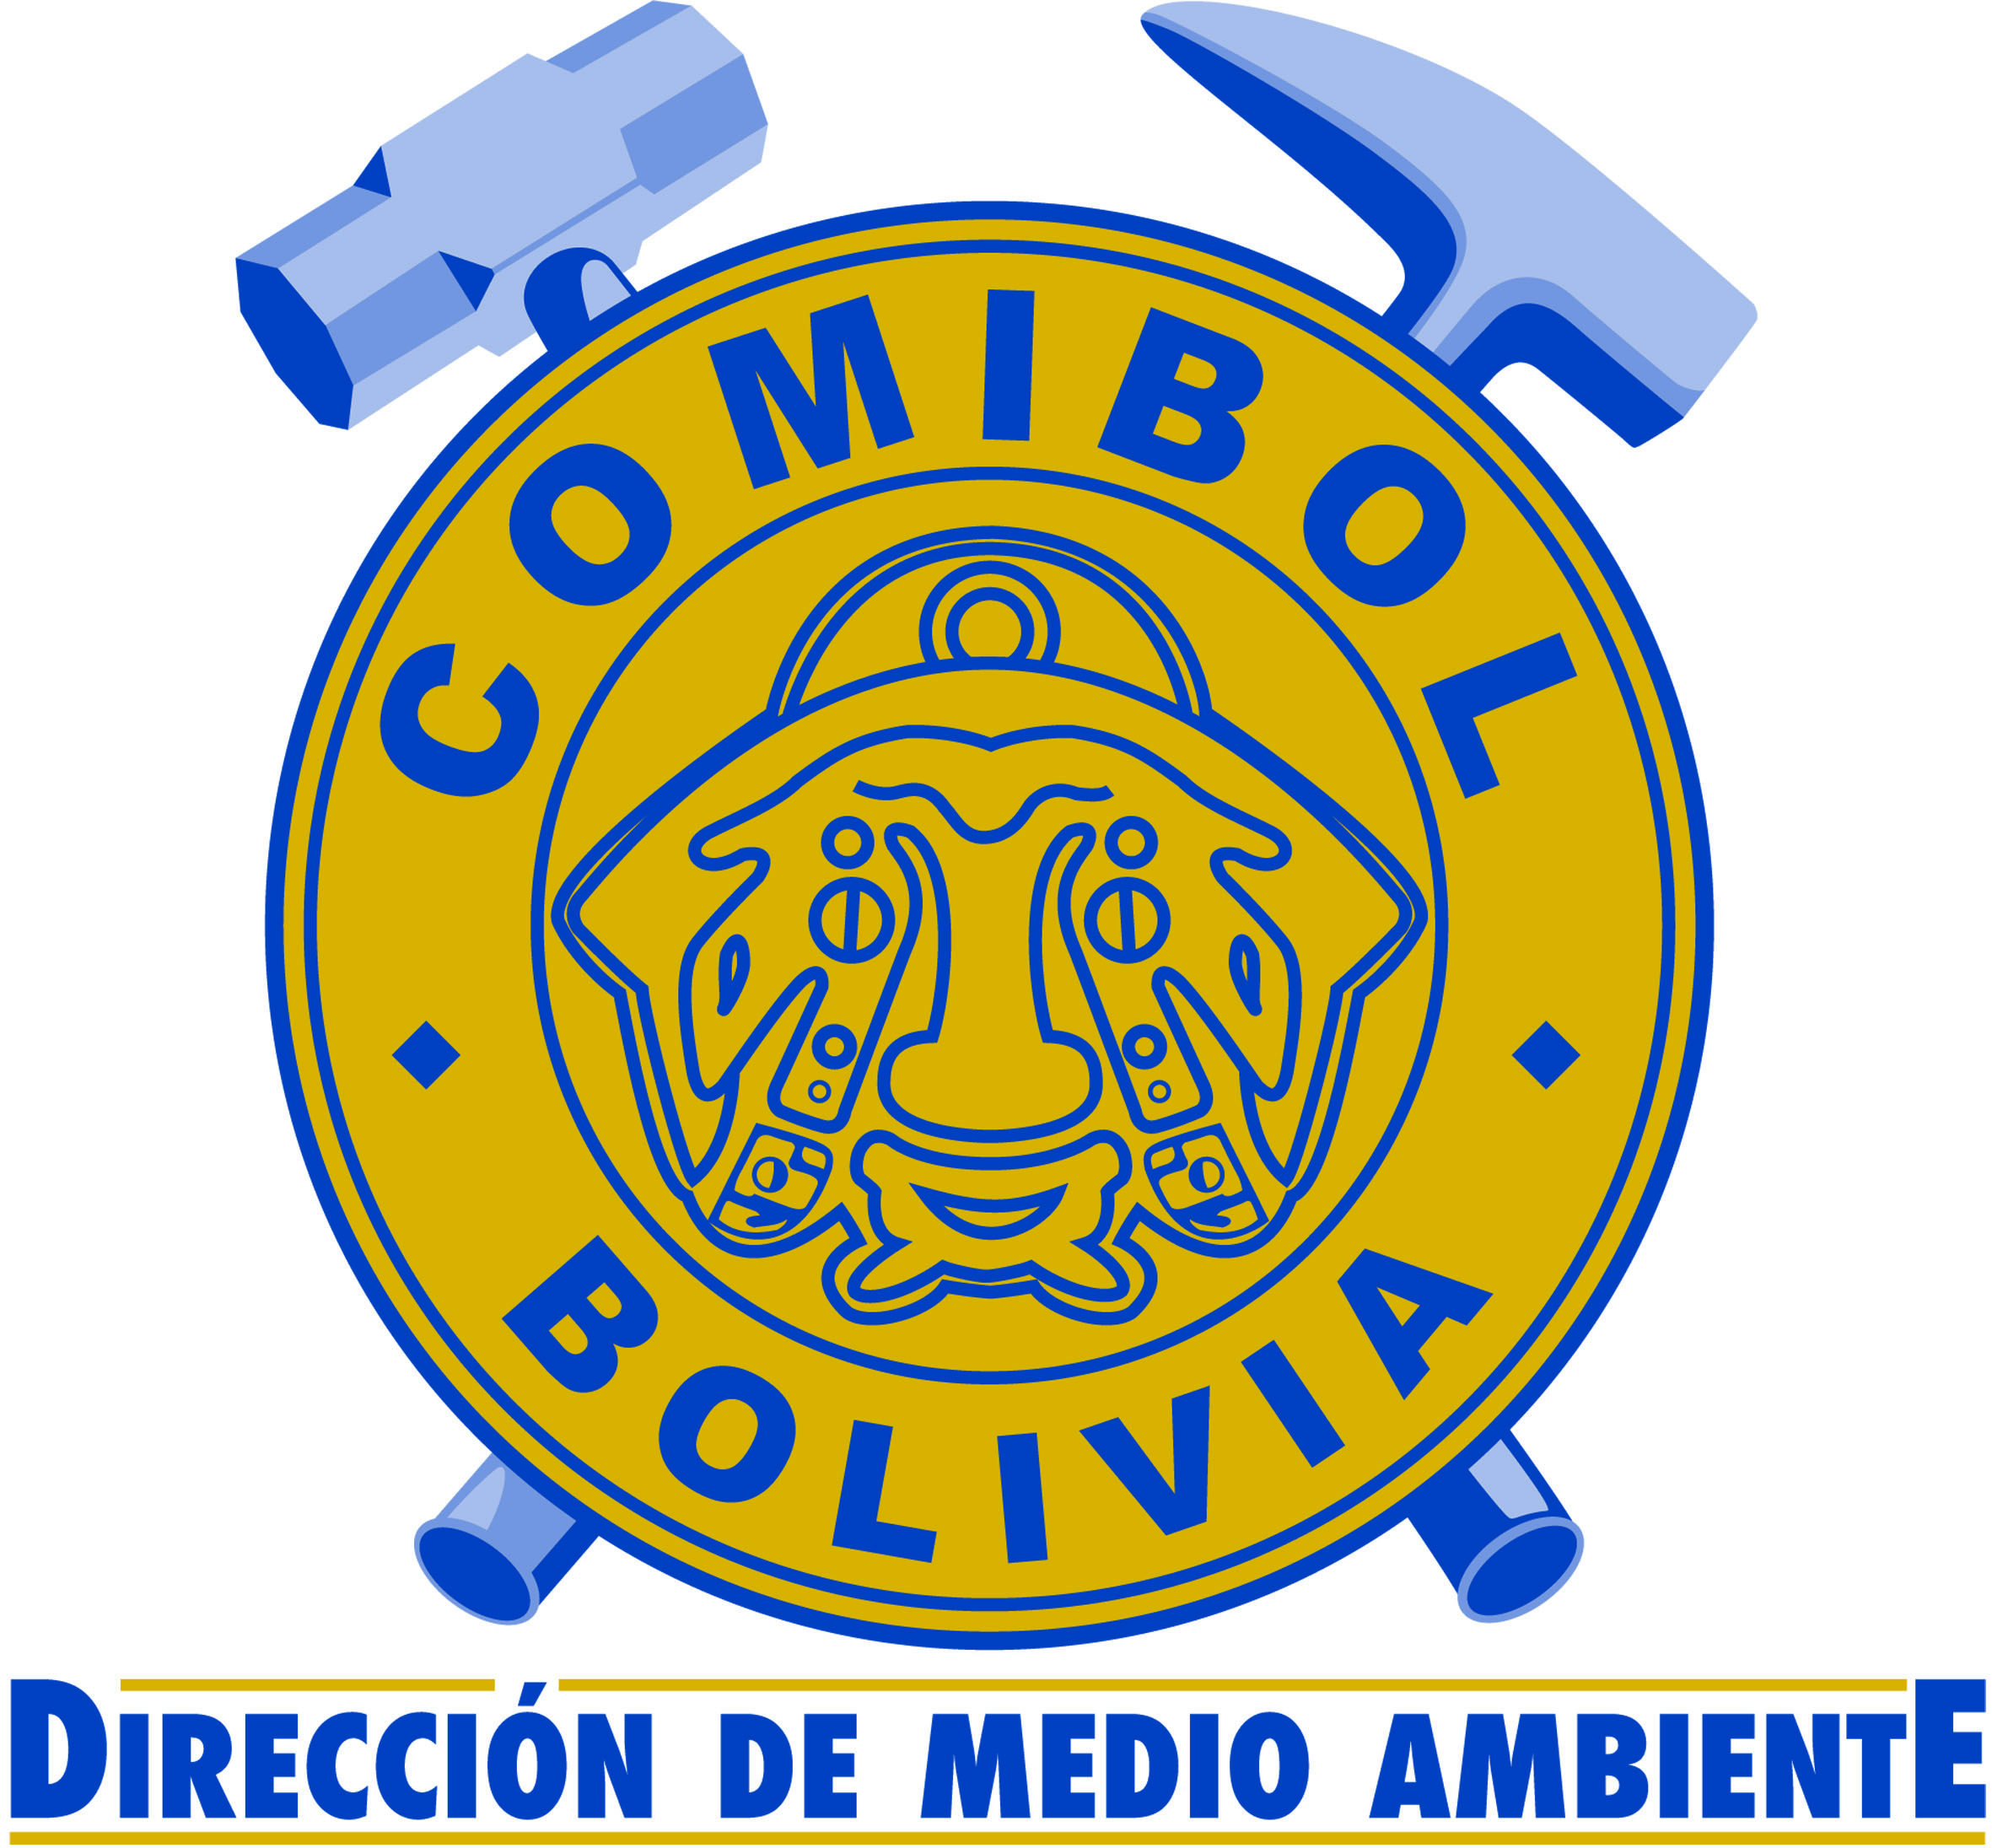 COMIBOL
BOLIVIA
DIRECCIÓN DE MEDIO AMBIENTE